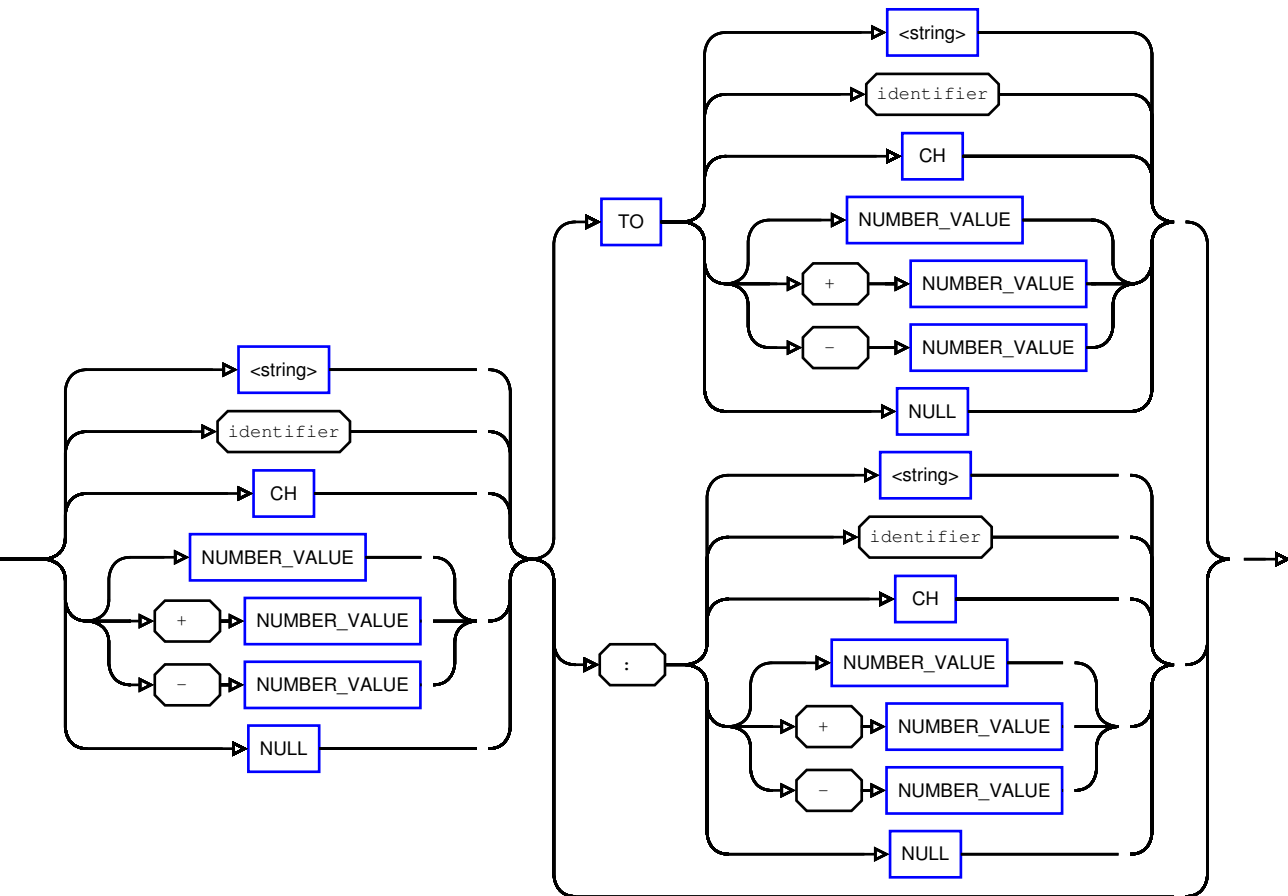 <string>
identifier
CH
NUMBER_VALUE
TO
+ NUMBER_VALUE
- NUMBER_VALUE
<string>
NULL
identifier
<string>
CH
identifier
NUMBER_VALUE
CH
+ NUMBER_VALUE
:
NUMBER_VALUE
- NUMBER_VALUE
+ NUMBER_VALUE
NULL
- NUMBER_VALUE
NULL